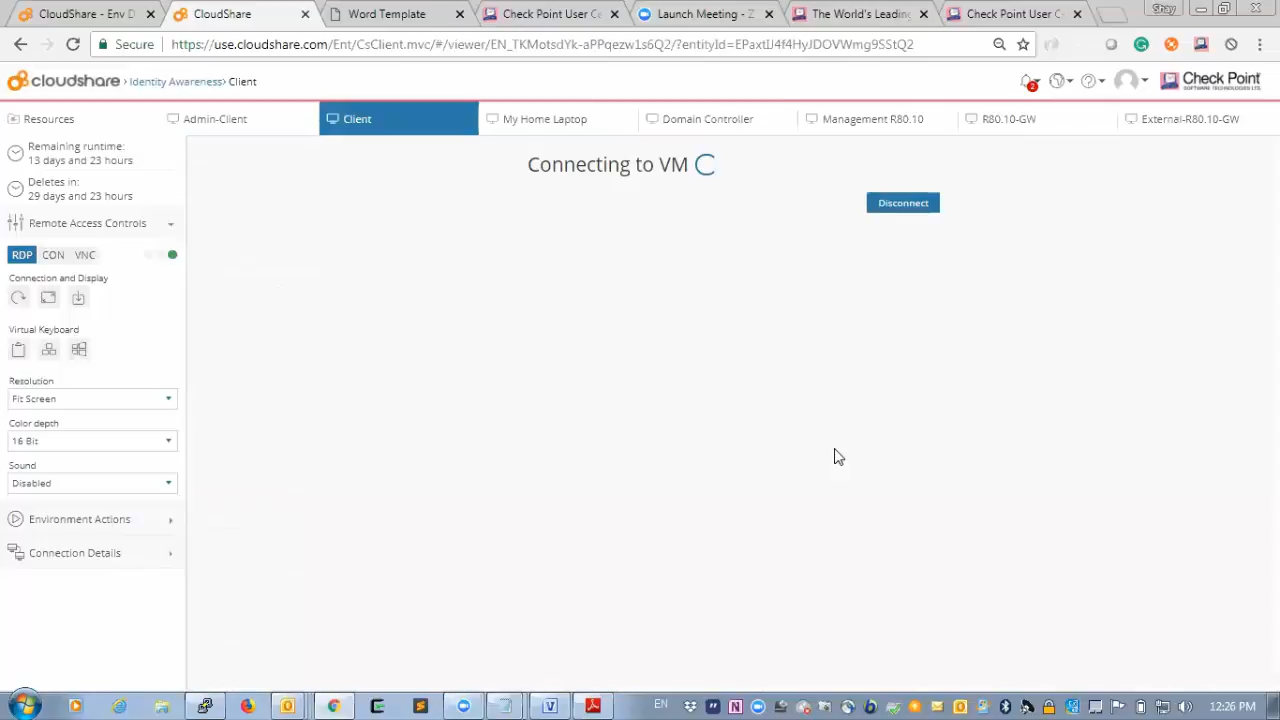 CloudShare - Env D
CloudShare
Word Template
Check Point User Ce
Launch Meeting - Z
The World's Leading
Check Point User C
Shay
Secure
https://use.cloudshare.com/Ent/CsClient.mvc/#/viewer/EN_TKMotsdYk-aPPqezw1s6Q2/?entityId=EPaxtIJ4f4HyJDOVWmg9SStQ2
cloudshare › Identity Awareness› Client
2
Check Point
SOFTWARE TECHNOLOGIES LTD.
Resources
Admin-Client
Client
My Home Laptop
Domain Controller
Management R80.10
R80.10-GW
External-R80.10-GW
Remaining runtime:
13 days and 23 hours
Deletes in:
29 days and 23 hours
Remote Access Controls
RDP CON VNC
Connection and Display
Virtual Keyboard
Resolution
Fit Screen
Color depth
16 Bit
Sound
Disabled
Environment Actions
Connection Details
Connecting to VM
Disconnect
EN
12:26 PM